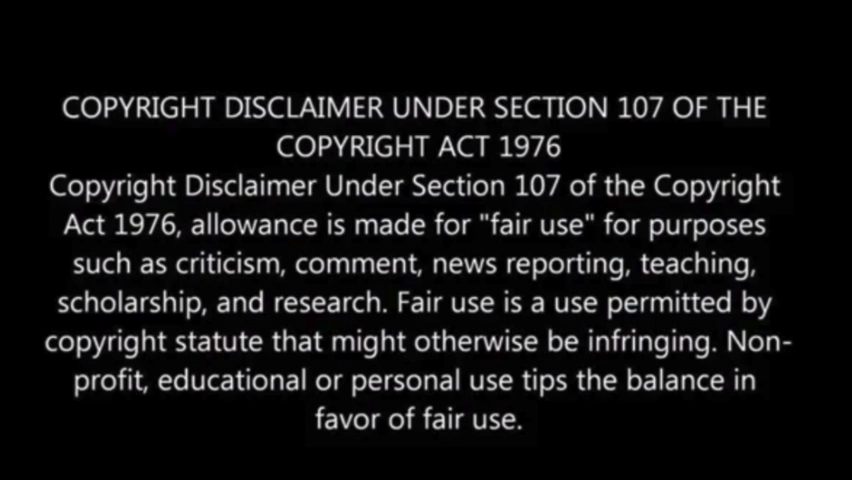 COPYRIGHT DISCLAIMER UNDER SECTION 107 OF THE
COPYRIGHT ACT 1976
Copyright Disclaimer Under Section 107 of the Copyright
Act 1976, allowance is made for "fair use" for purposes
such as criticism, comment, news reporting, teaching,
scholarship, and research. Fair use is a use permitted by
copyright statute that might otherwise be infringing. Non-
profit, educational or personal use tips the balance in
favor of fair use.